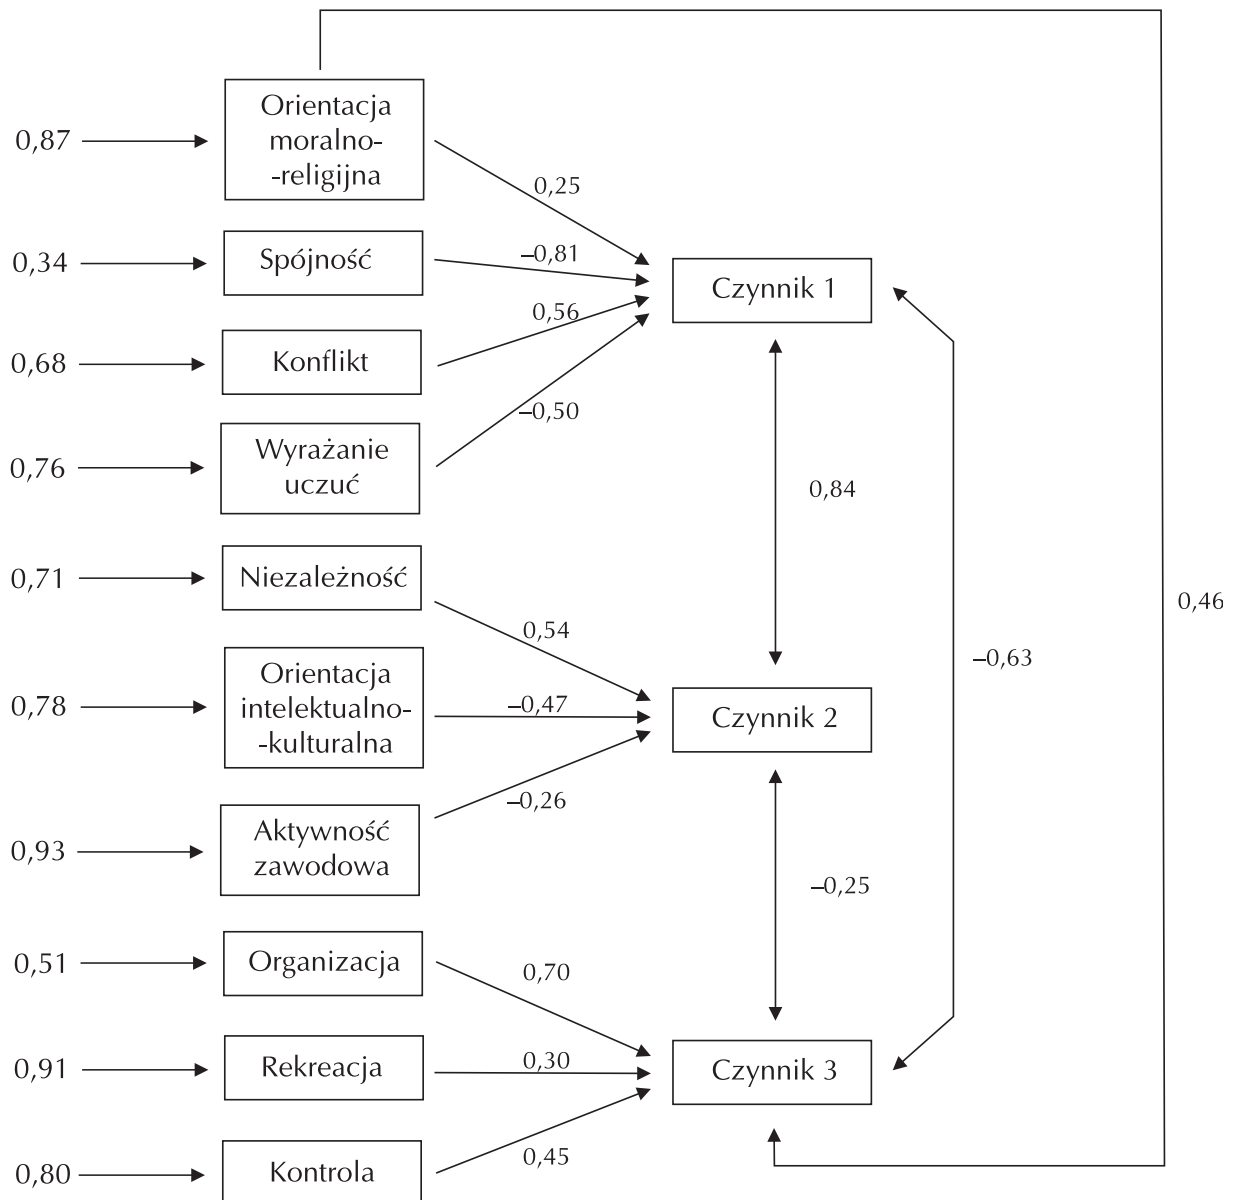 0,87
Orientacja
moralno-
-religijna
0,25
0,34
Spójność
–0,81
Czynnik 1
0,68
Konflikt
0,56
0,76
Wyrażanie
uczuć
–0,50
0,84
0,71
Niezależność
0,54
0,46
–0,63
0,78
Orientacja
intelektualno-
-kulturalna
–0,47
Czynnik 2
0,93
Aktywność
zawodowa
–0,26
–0,25
0,51
Organizacja
0,70
0,91
Rekreacja
0,30
Czynnik 3
0,80
Kontrola
0,45